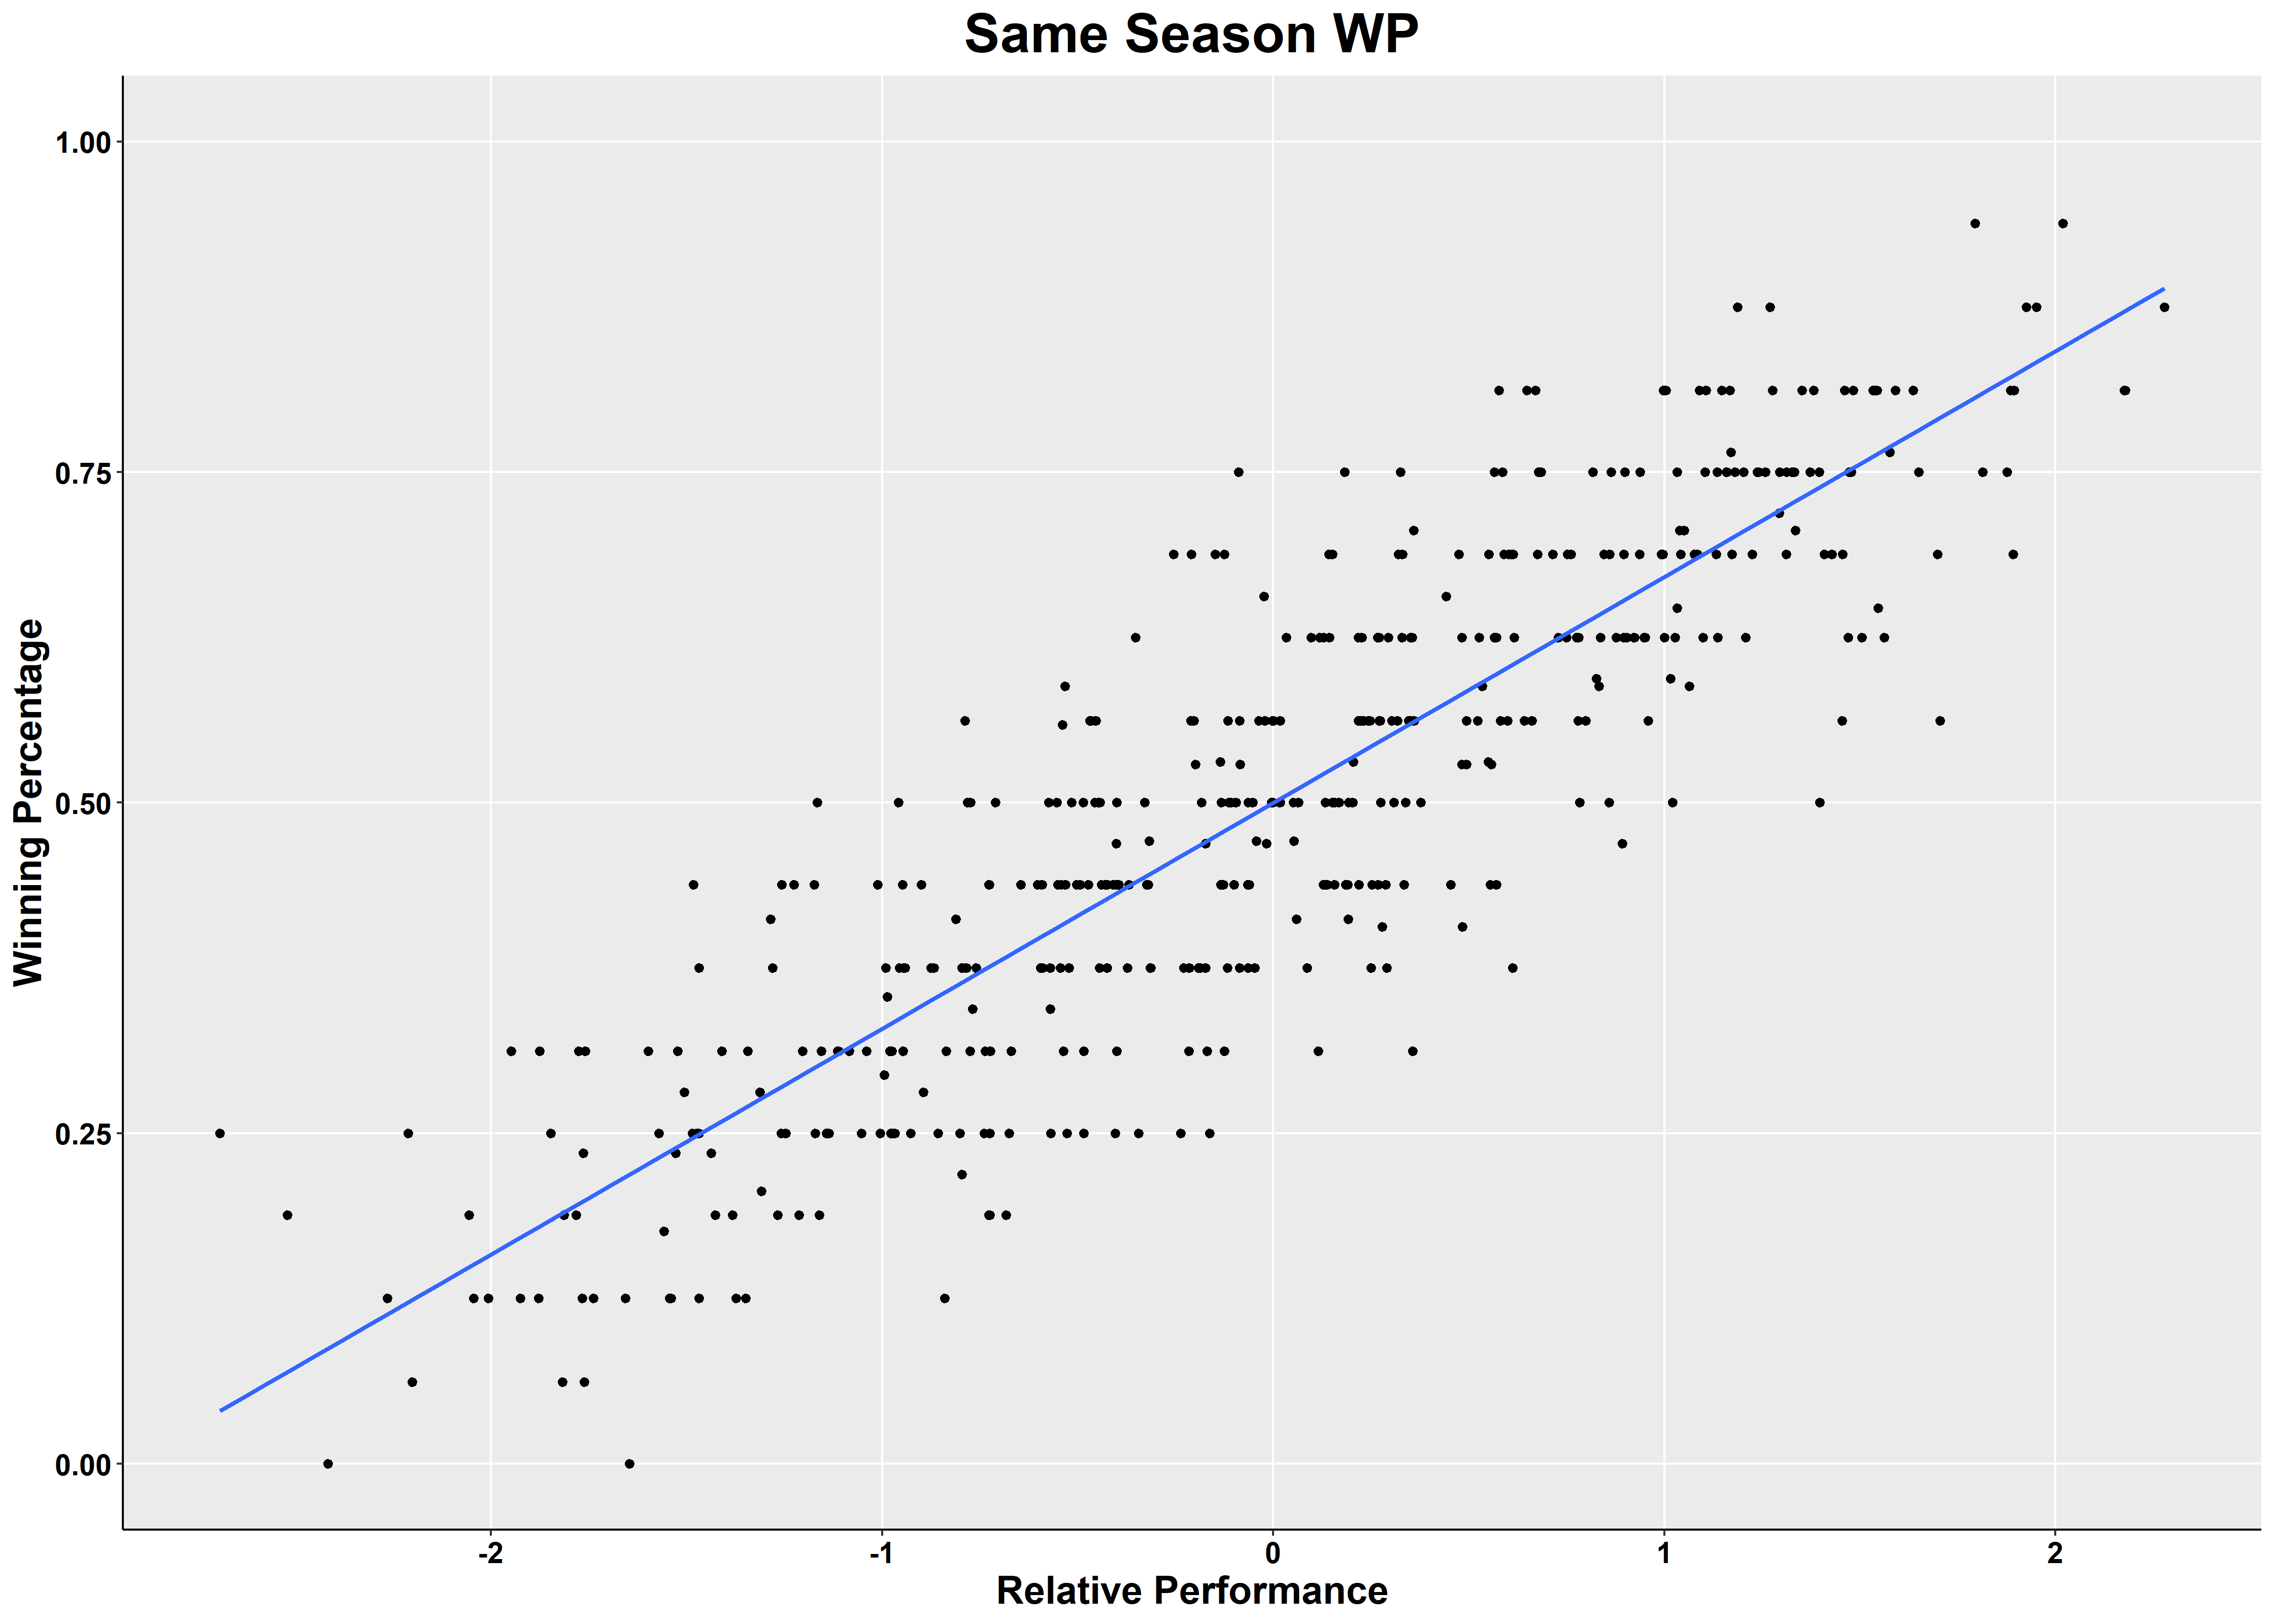 Same Season WP
1.00
0.75
0.50
0.25
0.00
Winning Percentage
-2 -1 0 1 2
Relative Performance